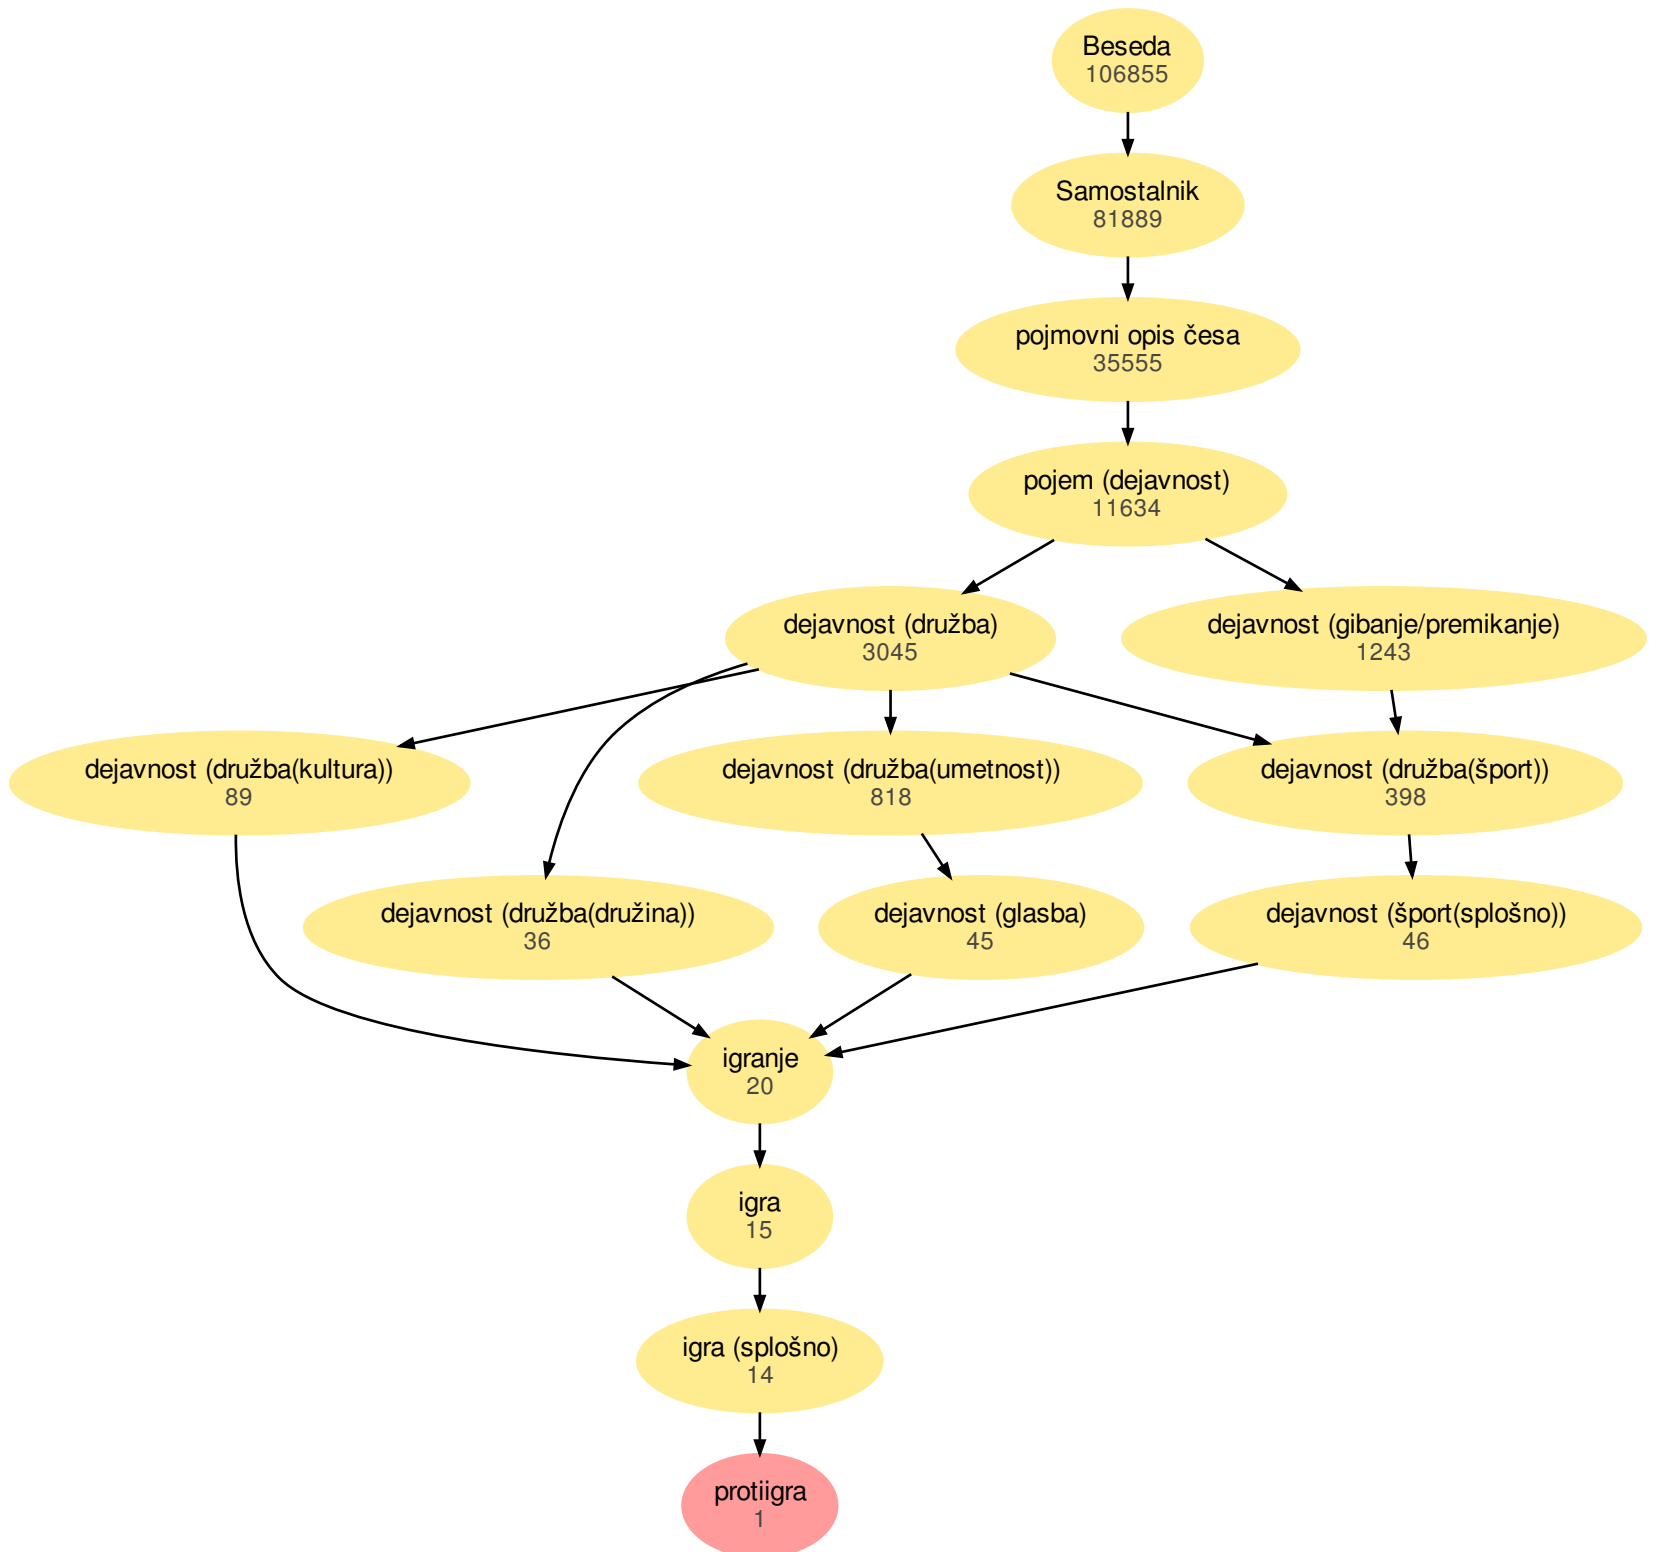 Beseda
106855
Samostalnik
81889
pojmovni opis česa
35555
pojem (dejavnost)
11634
dejavnost (družba)
3045
dejavnost (gibanje/premikanje)
1243
dejavnost (družba(kultura))
89
dejavnost (družba(umetnost))
818
dejavnost (družba(šport))
398
dejavnost (družba(družina))
36
dejavnost (glasba)
45
dejavnost (šport(splošno))
46
igranje
20
igra
15
igra (splošno)
14
protiigra
1